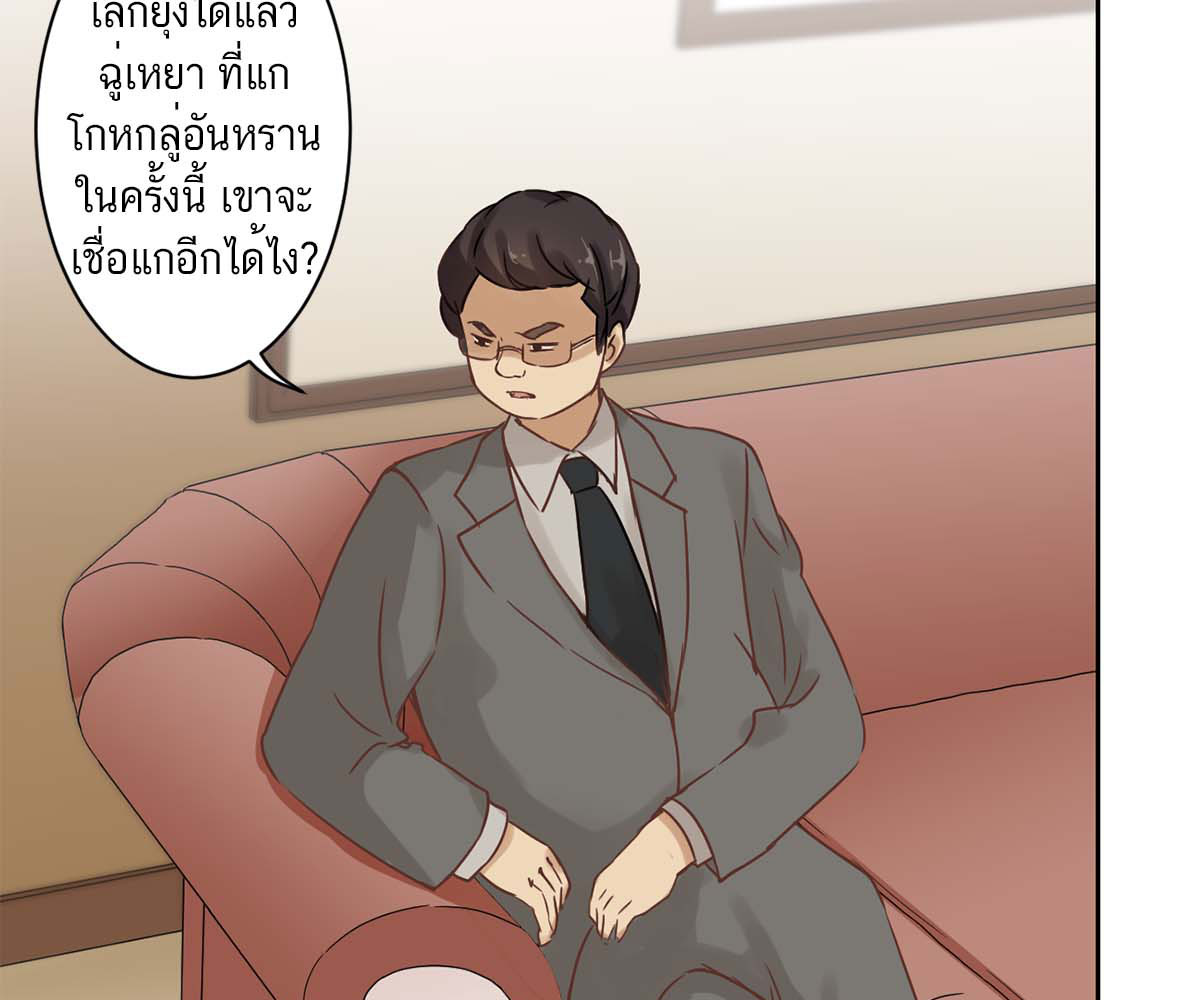 เลิกยุ่งได้แล้ว
ฉู่เหยา ที่แก
โกหกลู่อันหราน
ในครั้งนี้ เขาจะ
เชื่อแกอีกได้ไง?